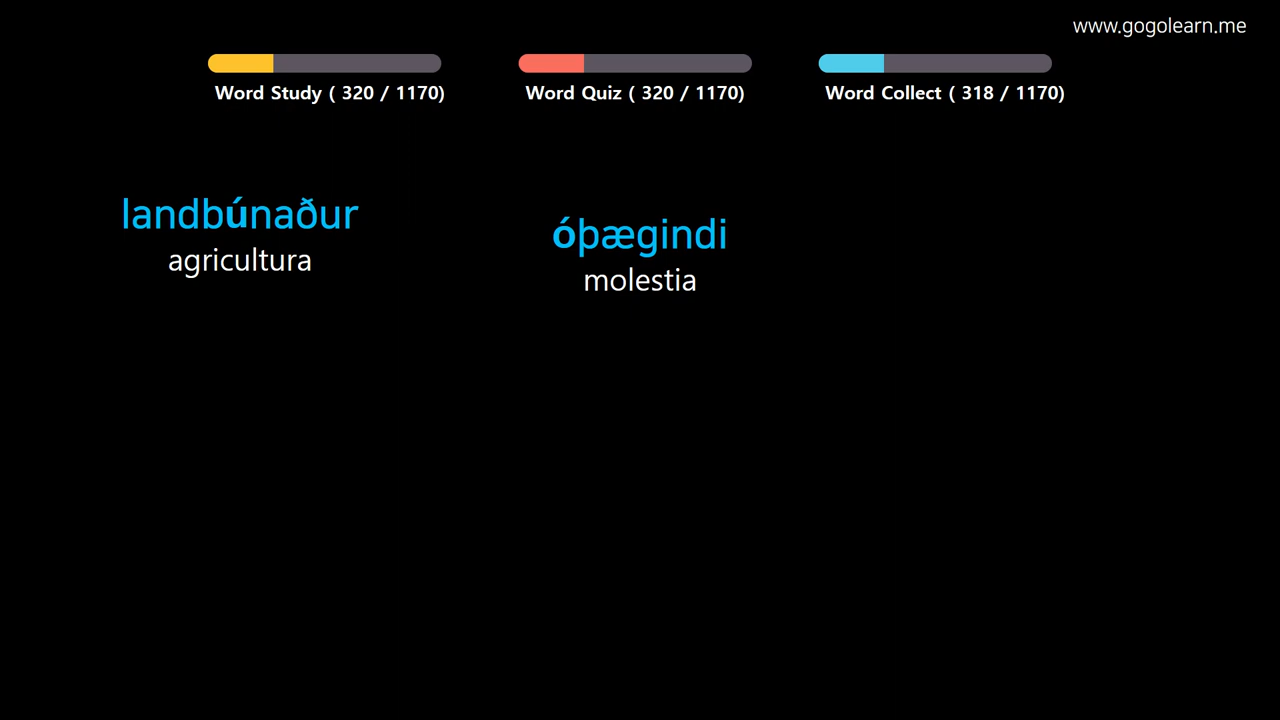 www.gogolearn.me
Word Study ( 320 / 1170)
Word Quiz ( 320 / 1170)
Word Collect ( 318 / 1170)
landbúnaður
agricultura
óþægindi
molestia